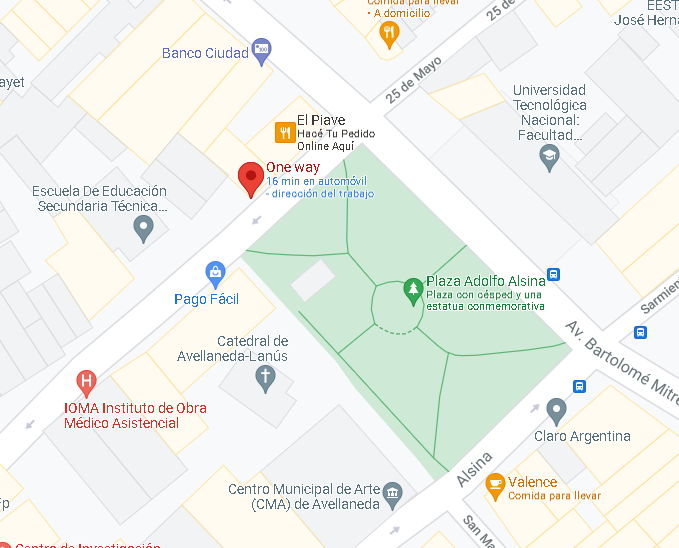 Comida para llevar
• A domicilio
25 de
EEST
José Herna
Banco Ciudad
25 de Mayo
ayet
Universidad
Tecnológica
Nacional:
Facultad...
El Piave
Hacé Tu Pedido
Online Aquí
One way
16 min en automóvil
- dirección del trabajo
Escuela De Educación
Secundaria Técnica...
Plaza Adolfo Alsina
Plaza con césped y una
estatua conmemorativa
Pago Fácil
Sarmien
Av. Bartolomé Mitre
Catedral de
Avellaneda-Lanús
H
IOMA Instituto de Obra
Médico Asistencial
Claro Argentina
Alsina
Valence
Comida para llevar
Centro Municipal de Arte
(CMA) de Avellaneda
San Ma
Fp
Centro de Investigación